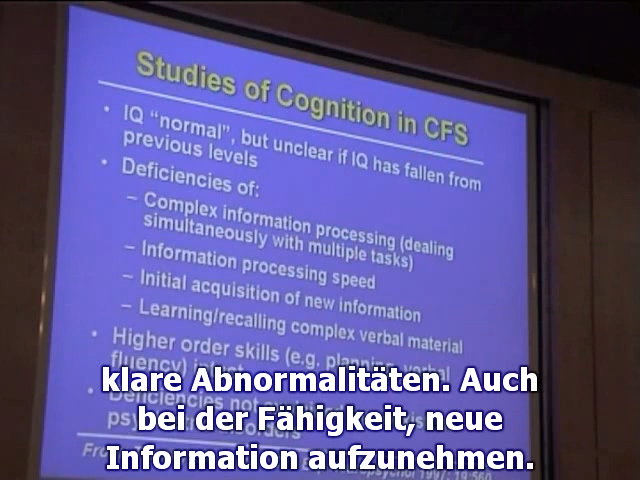 Studies of Cognition in CFS
• IQ “normal”, but unclear if IQ has fallen from
previous levels
• Deficiencies of:
– Complex information processing (dealing
simultaneously with multiple tasks)
– Information processing speed
– Initial acquisition of new information
– Learning/recalling complex verbal material
• Higher order skills (e.g. planning, verbal
fluency)
• Deficiencies not
klare Abnormalitäten. Auch
bei der Fähigkeit, neue
Information aufzunehmen.